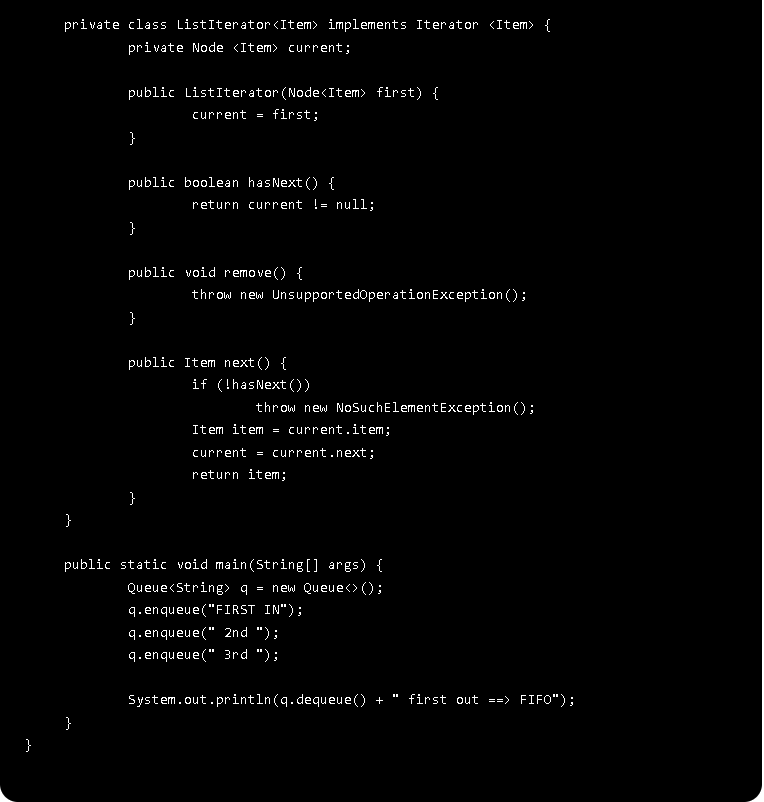 private class ListIterator<Item> implements Iterator <Item> {
private Node <Item> current;
public ListIterator(Node<Item> first) {
current = first;
}
public boolean hasNext() {
return current != null;
}
public void remove() {
throw new UnsupportedOperationException();
}
public Item next() {
if (!hasNext())
throw new NoSuchElementException();
Item item = current.item;
current = current.next;
return item;
}
}
public static void main(String[] args) {
Queue<String> q = new Queue<>();
q.enqueue("FIRST IN");
q.enqueue(" 2nd ");
q.enqueue(" 3rd ");
System.out.println(q.dequeue() + " first out ==> FIFO");
}
}